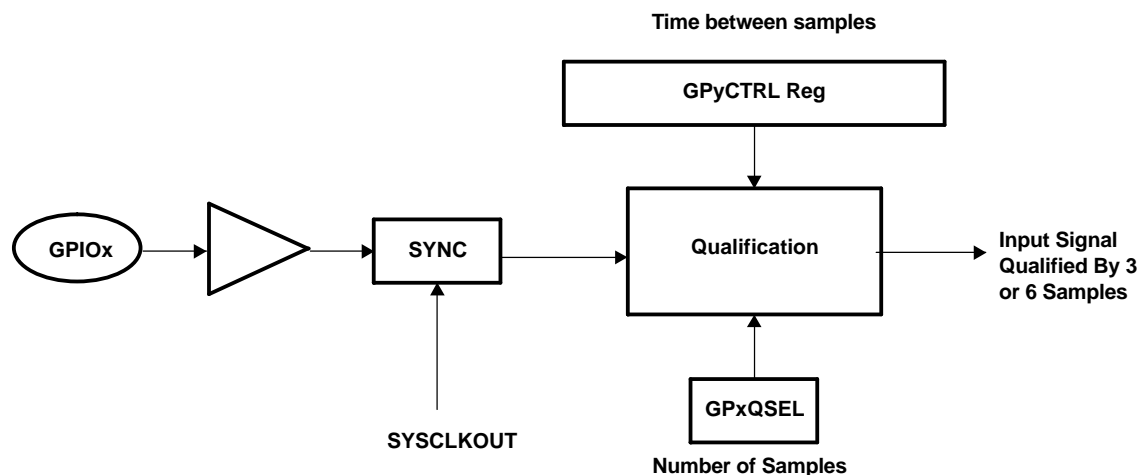 Time between samples
GPyCTRL Reg
GPIOx
SYNC
Qualification
Input Signal
Qualified By 3
or 6 Samples
GPxQSEL
SYSCLKOUT
Number of Samples